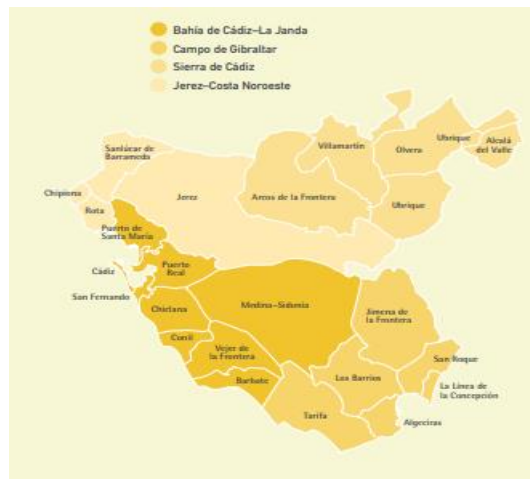 Bahía de Cádiz–La Janda
Campo de Gibraltar
Sierra de Cádiz
Jerez–Costa Noroeste
Sanlúcar de
Barrameda
Villamartín
Olvera
Ubrique
Alcalá
del Valle
Chipiona
Rota
Jerez
Arcos de la Frontera
Ubrique
Puerto de
Santa María
Cádiz
Puerto
Real
San Fernando
Chiclana
Medina–Sidonia
Jimena de
la Frontera
Conil
Vejer de
la Frontera
San Roque
Barbate
Los Barrios
La Línea de
la Concepción
Tarifa
Algeciras